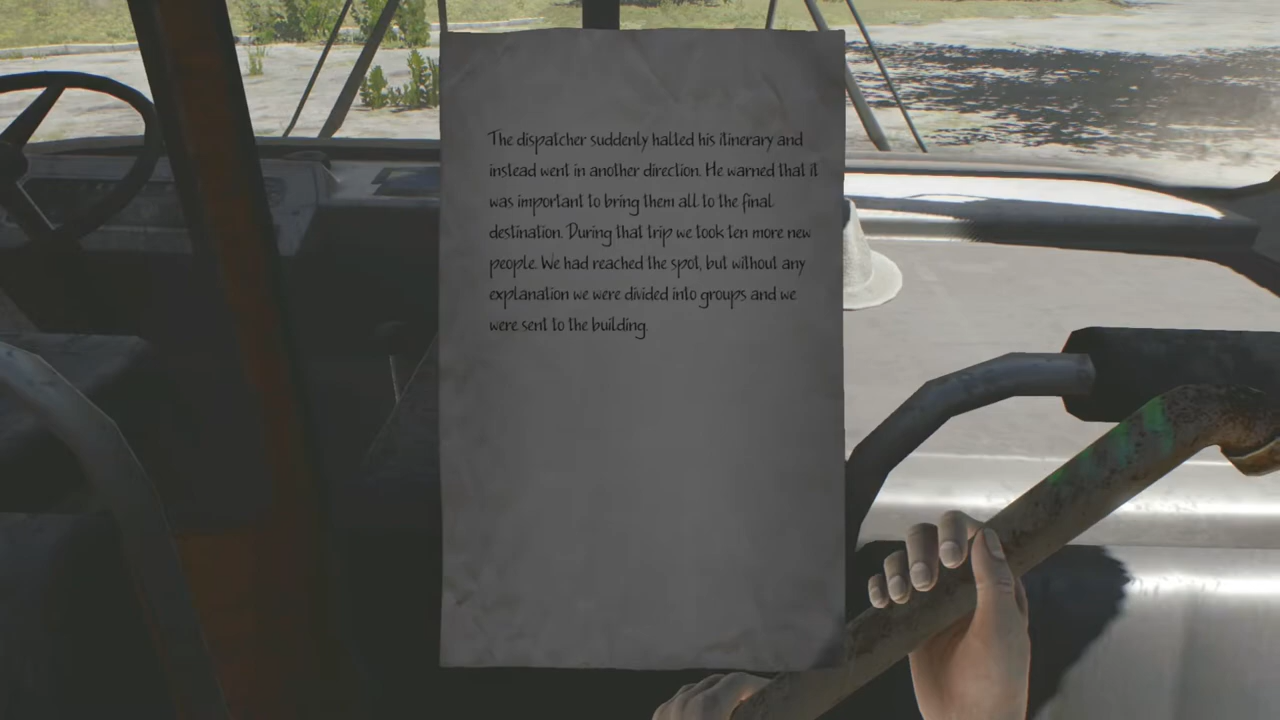 The dispatcher suddenly halted his itinerary and
instead went in another direction. He warned that it
was important to bring them all to the final
destination. During that trip we took ten more new
people. We had reached the spot, but without any
explanation we were divided into groups and we
were sent to the building.